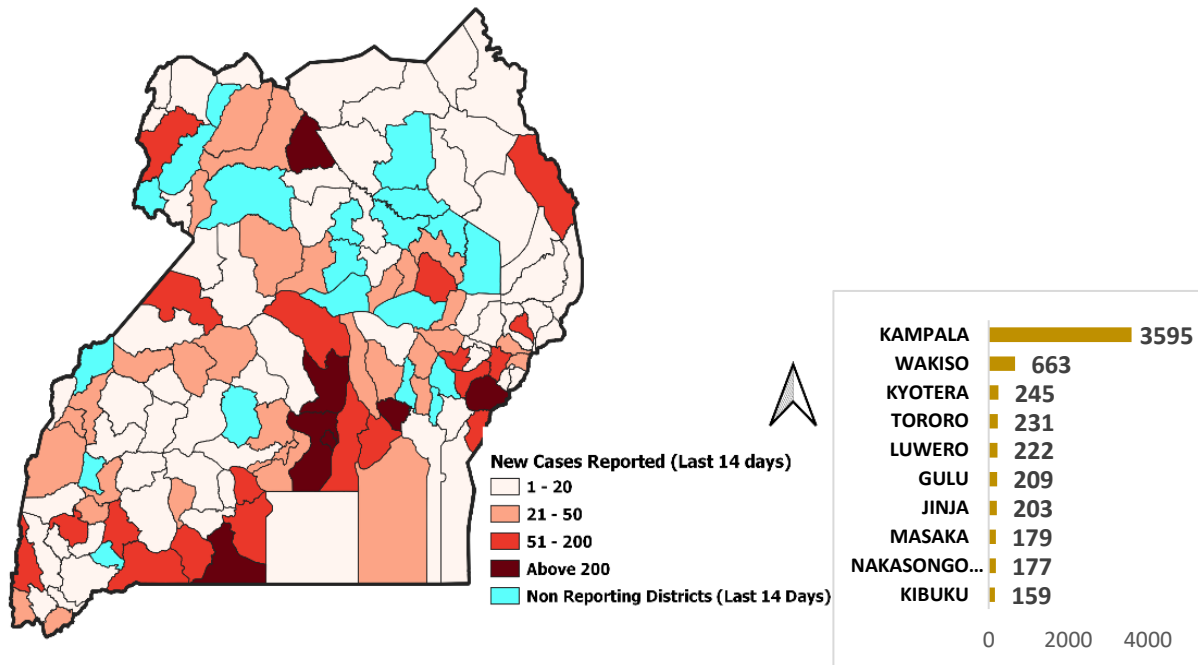 New Cases Reported (Last 14 days)
1 - 20
21 - 50
51 - 200
Above 200
Non Reporting Districts (Last 14 Days)
KAMPALA 3595
WAKISO 663
KYOTERA 245
TORORO 231
LUWERO 222
GULU 209
JINJA 203
MASAKA 179
NAKASONGO... 177
KIBUKU 159
0 2000 4000